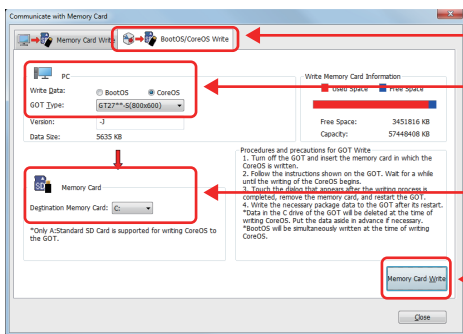 Communicate with Memory Card
Memory Card Write
BootOS/CoreOS Write
PC
Write Data:
BootOS
CoreOS
GOT Type:
GT27**-S(800x600)
Version:
-J
Data Size:
5635 KB
Write Memory Card Information
Used Space
Free Space
Free Space:
3451816 KB
Capacity:
57448408 KB
SD
Memory Card
Destination Memory Card:
C:
*Only A:Standard SD Card is supported for writing CoreOS to
the GOT.
Procedures and precautions for GOT Write
1. Turn off the GOT and insert the memory card in which the
CoreOS is written.
2. Follow the instructions shown on the GOT. Wait for a while
until the writing of the CoreOS begins.
3. Touch the dialog that appears after the writing process is
completed, remove the memory card, and restart the GOT.
4. Write the necessary package data to the GOT after its restart.
*Data in the C drive of the GOT will be deleted at the time of
writing CoreOS. Put the data aside in advance if necessary.
*BootOS will be simultaneously written at the time of writing
CoreOS.
Memory Card Write
Close